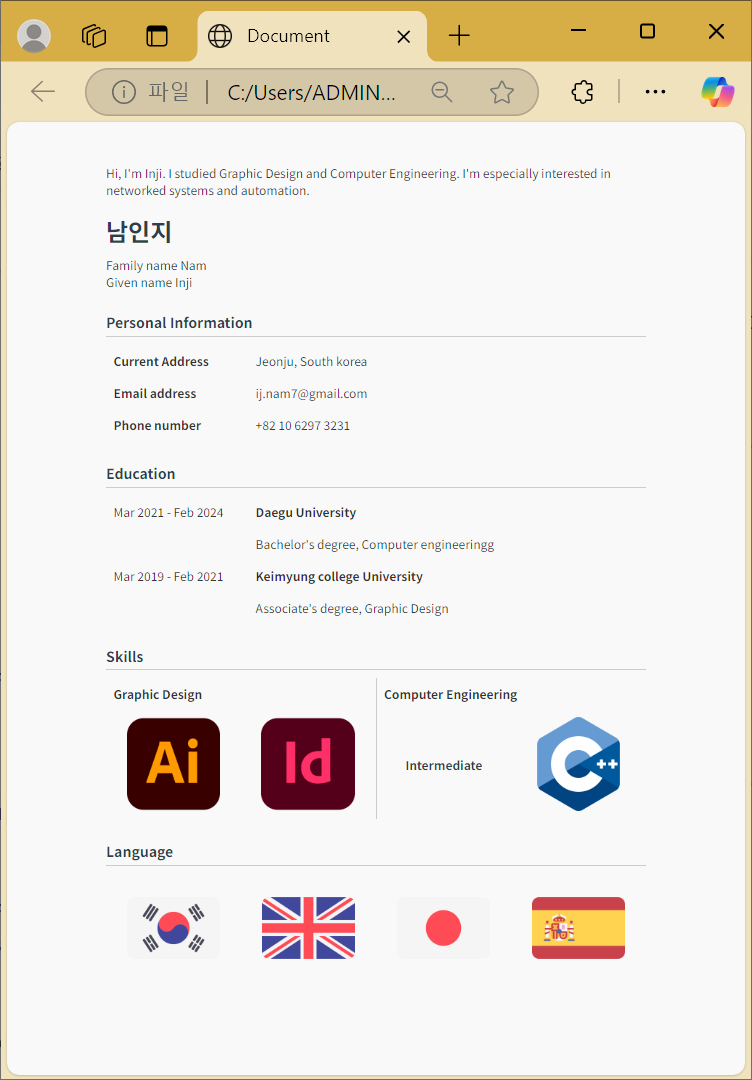 Document
파일 | C:/Users/ADMIN...
Hi, I'm Inji. I studied Graphic Design and Computer Engineering. I'm especially interested in
networked systems and automation.
남인지
Family name Nam
Given name Inji
Personal Information
Current Address Jeonju, South korea
Email address ij.nam7@gmail.com
Phone number +82 10 6297 3231
Education
Mar 2021 - Feb 2024 Daegu University
Bachelor's degree, Computer engineeringg
Mar 2019 - Feb 2021 Keimyung college University
Associate's degree, Graphic Design
Skills
Graphic Design Computer Engineering
Ai Id Intermediate C++
Language